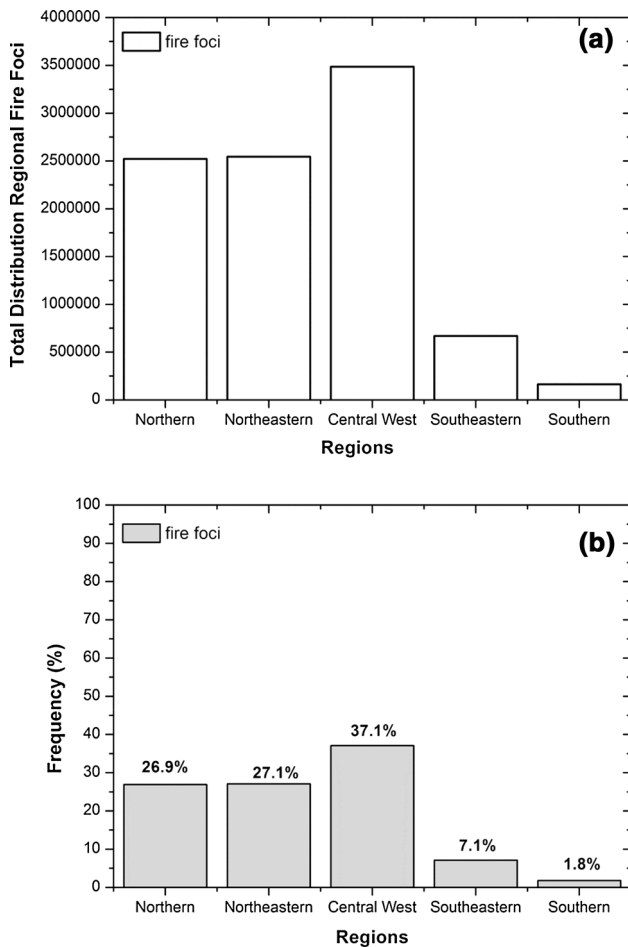 (a)
fire foci
Total Distribution Regional Fire Foci
4000000
3500000
3000000
2500000
2000000
1500000
1000000
500000
0
Northern Northeastern Central West Southeastern Southern
Regions
(b)
fire foci
Frequency (%)
100
90
80
70
60
50
40
30
20
10
0
26.9% 27.1% 37.1% 7.1% 1.8%
Northern Northeastern Central West Southeastern Southern
Regions